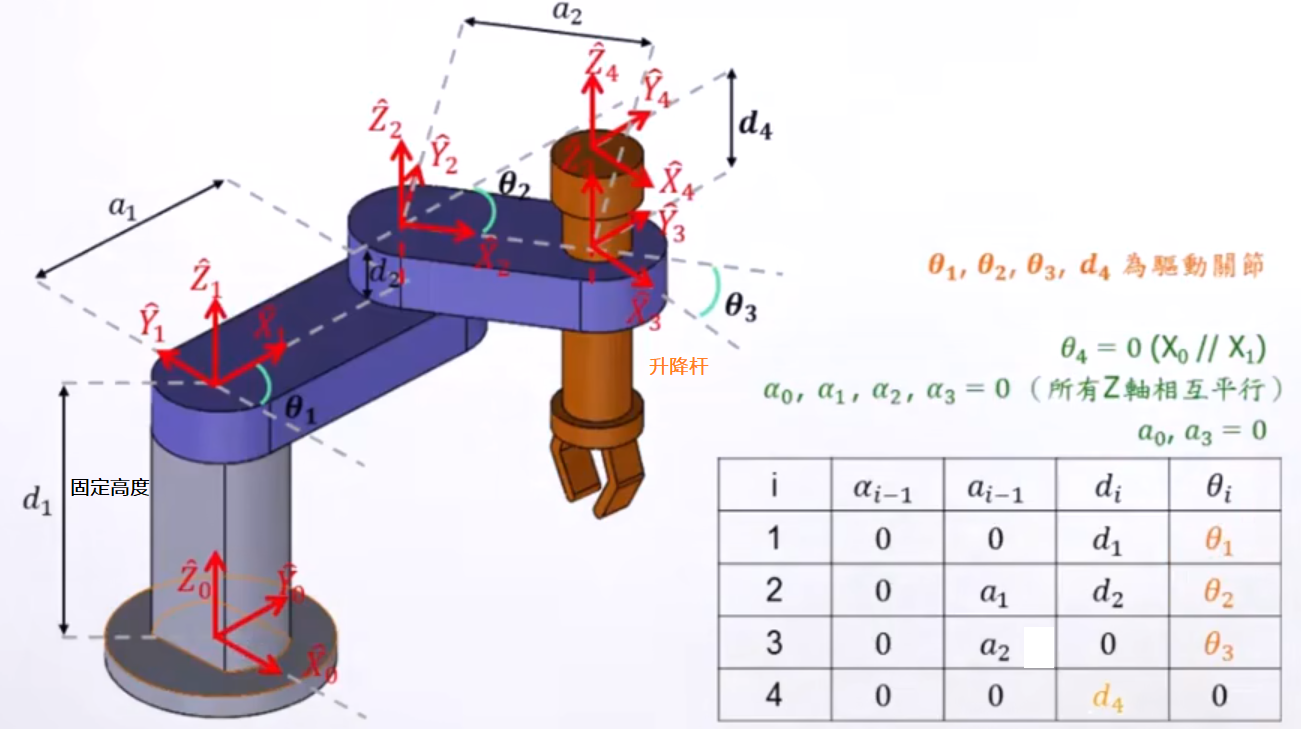 a₂
Ẑ₄
Ŷ₄
d₄
Ẑ₂
Ŷ₂
θ₂
X̂₄
a₁
Ŷ₃
d₂
X̂₂
Ẑ₁
Ŷ₁
X̂₁
X̂₃
θ₃
θ₁, θ₂, θ₃, d₄ 為驅動關節
θ₄ = 0 (X₀ // X₁)
升降杆
α₀, α₁, α₂, α₃ = 0 (所有Z軸相互平行)
θ₁
a₀, a₃ = 0
d₁
固定高度
i αᵢ₋₁ aᵢ₋₁ dᵢ θᵢ
1 0 0 d₁ θ₁
2 0 a₁ d₂ θ₂
3 0 a₂ 0 θ₃
4 0 0 d₄ 0
Ẑ₀
Ŷ₀
X̂₀